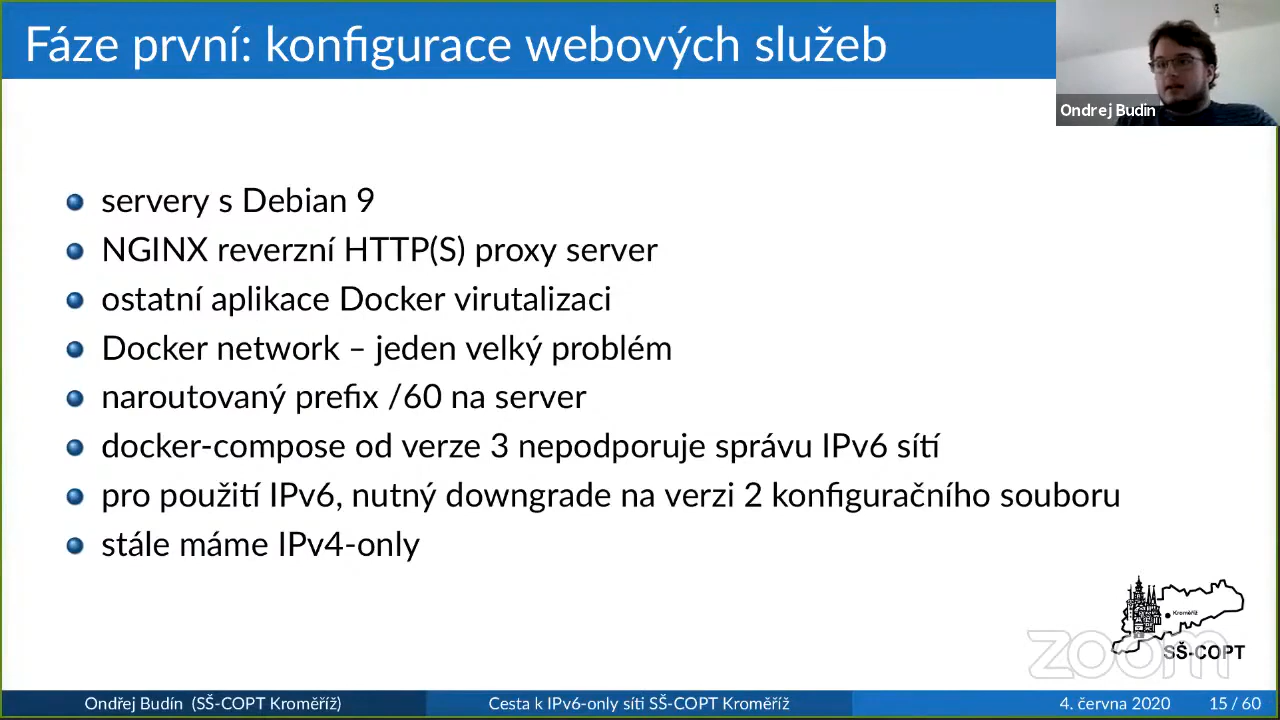 Fáze první: konfigurace webových služeb
Ondrej Budin
servery s Debian 9
NGINX reverzní HTTP(S) proxy server
ostatní aplikace Docker virutalizaci
Docker network – jeden velký problém
naroutovaný prefix /60 na server
docker-compose od verze 3 nepodporuje správu IPv6 sítí
pro použití IPv6, nutný downgrade na verzi 2 konfiguračního souboru
stále máme IPv4-only
Kroměříž
zoom
SŠ-COPT
Ondřej Budín (SŠ-COPT Kroměříž)
Cesta k IPv6-only síti SŠ-COPT Kroměříž
4. června 2020
15 / 60